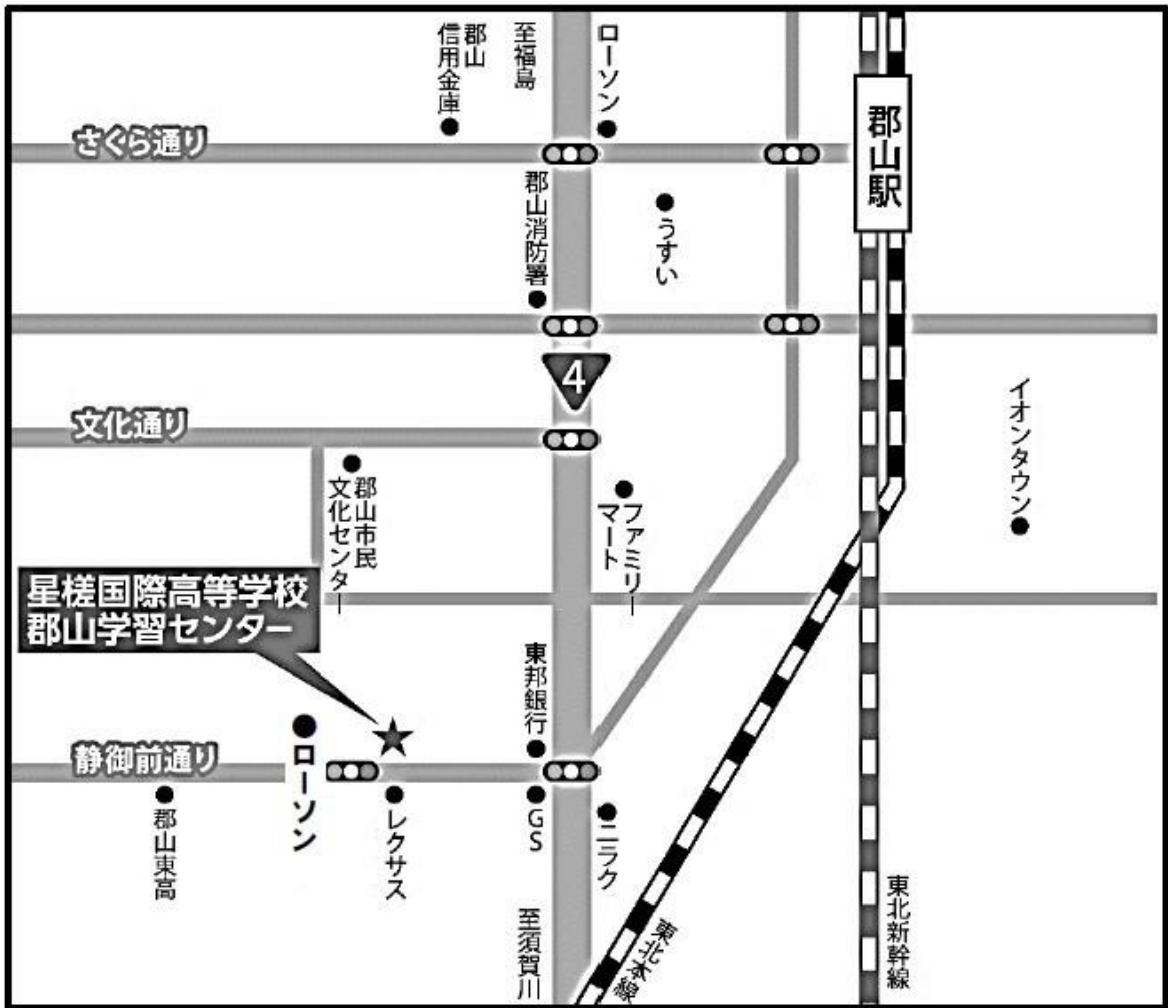 郡山
信用金庫
至福島
ローソン
さくら通り
郡山駅
郡山消防署
うすい
4
イオンタウン
文化通り
郡山市民
文化センター
ファミリー
マート
星槎国際高等学校
郡山学習センター
東邦銀行
静御前通り
ローソン
郡山東高
レクサス
GS
ニラク
至須賀川
東北本線
東北新幹線